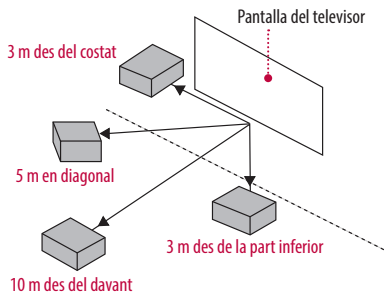 Pantalla del televisor
3 m des del costat
5 m en diagonal
3 m des de la part inferior
10 m des del davant